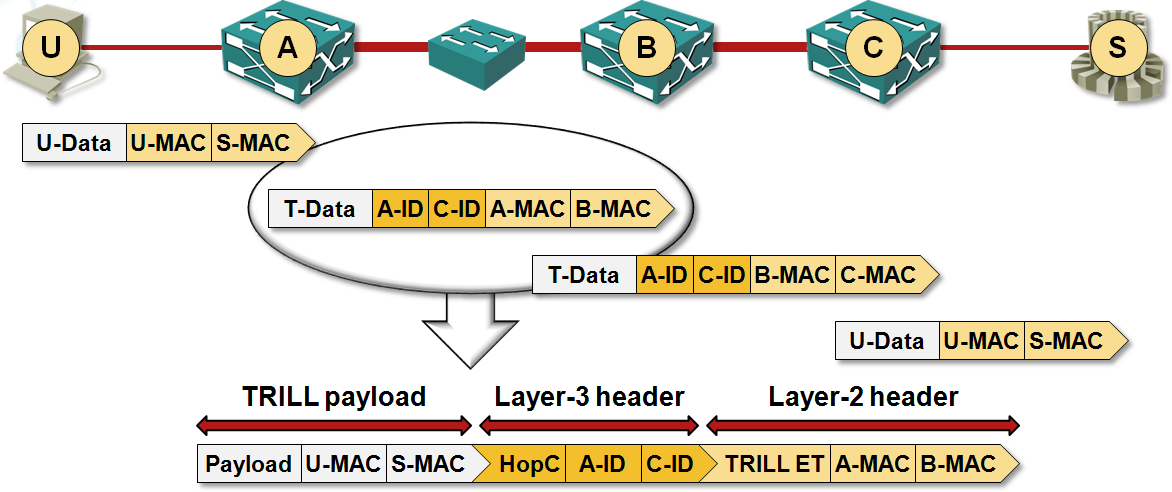 U A B C S
U-Data U-MAC S-MAC
T-Data A-ID C-ID A-MAC B-MAC
T-Data A-ID C-ID B-MAC C-MAC
U-Data U-MAC S-MAC
TRILL payload Layer-3 header Layer-2 header
Payload U-MAC S-MAC HopC A-ID C-ID TRILL ET A-MAC B-MAC